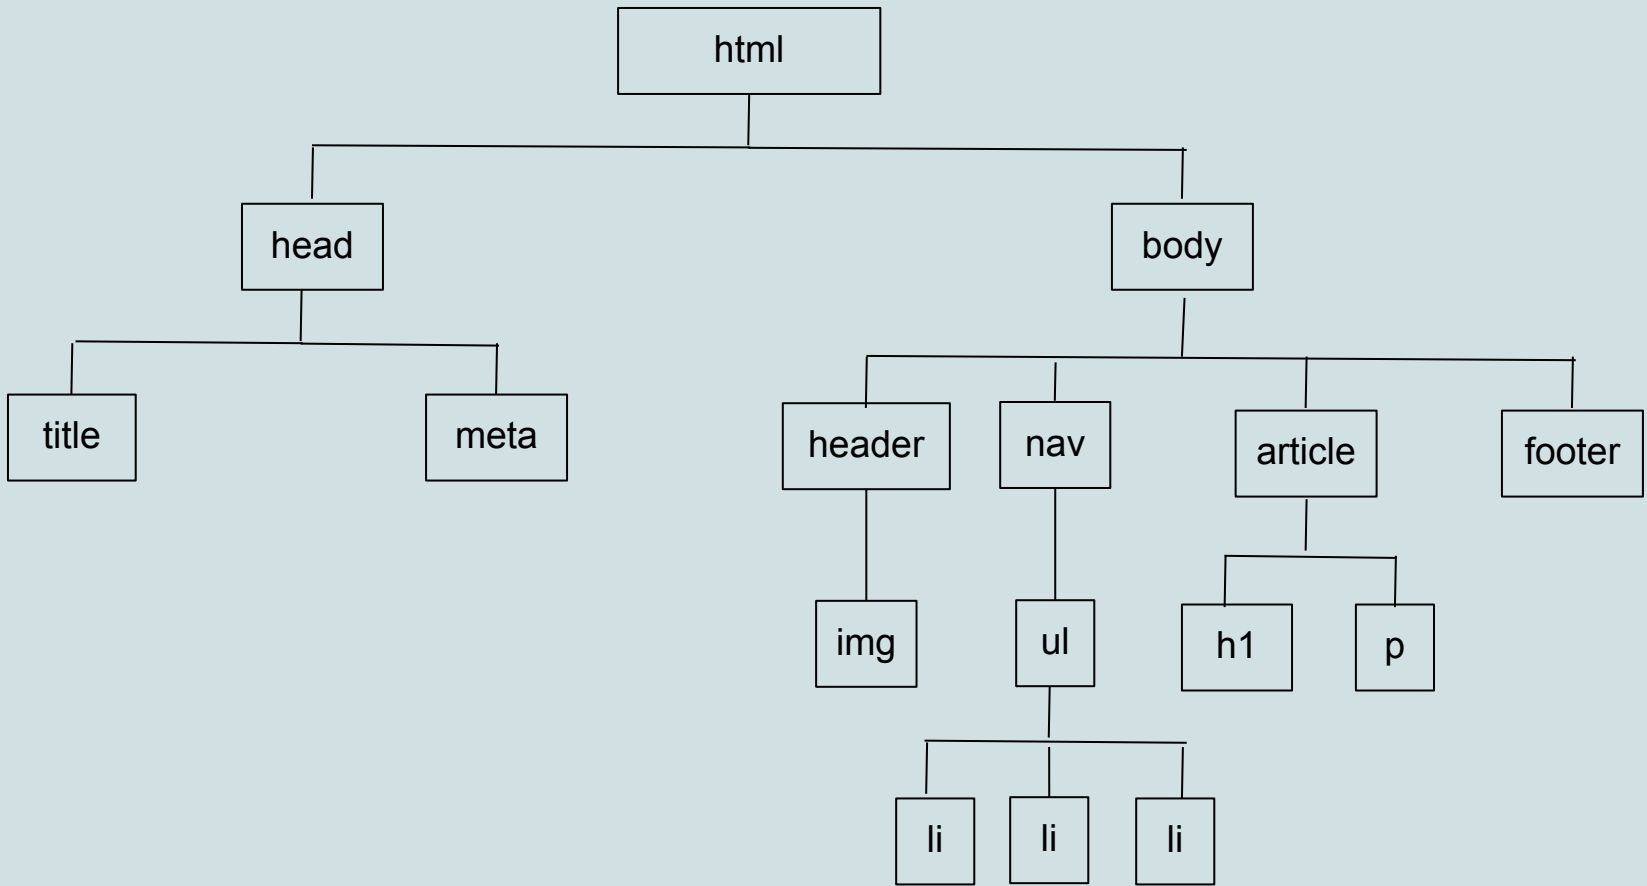 html
head
body
title
meta
header
nav
article
footer
img
ul
h1
p
li
li
li